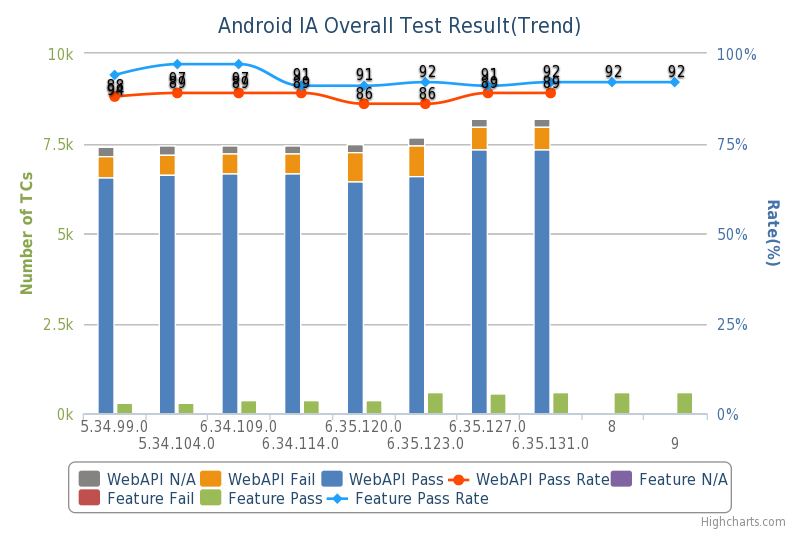 Android IA Overall Test Result(Trend)
10k
100%
94 97 97 91 91 92 91 92 92 92
88 89 89 89 86 86 89 89
7.5k
75%
Number of TCs
Rate(%)
5k
50%
2.5k
25%
0k
0%
5.34.99.0 6.34.109.0 6.35.120.0 6.35.127.0 8
5.34.104.0 6.34.114.0 6.35.123.0 6.35.131.0 9
WebAPI N/A WebAPI Fail WebAPI Pass WebAPI Pass Rate Feature N/A
Feature Fail Feature Pass Feature Pass Rate
Highcharts.com